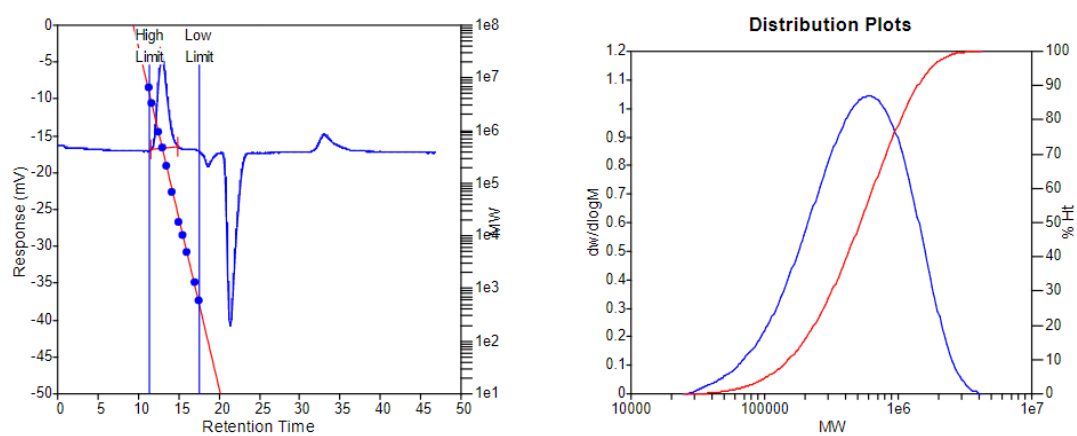 0
-5
-10
-15
-20
-25
-30
-35
-40
-45
-50
Response (mV)
High Limit
Low Limit
1e8
1e7
1e6
1e5
1e4
1e3
1e2
1e1
MW
0 5 10 15 20 25 30 35 40 45 50
Retention Time
Distribution Plots
1.2
1.1
1
0.9
0.8
0.7
0.6
0.5
0.4
0.3
0.2
0.1
0
dw/dlogM
100
90
80
70
60
50
40
30
20
10
0
% Ht
10000 100000 1e6 1e7
MW